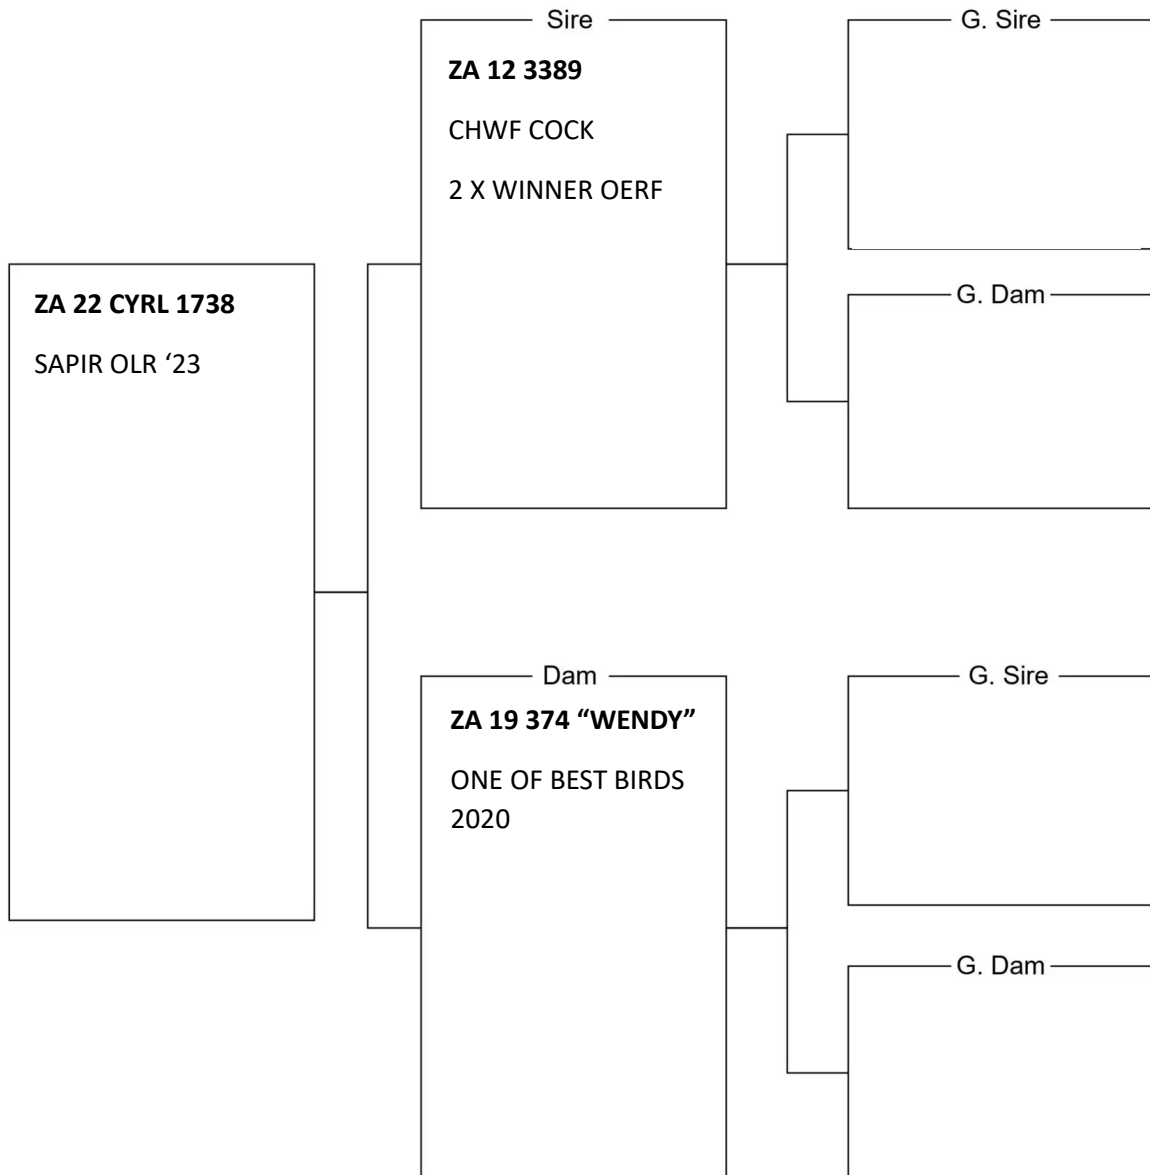 ZA 22 CYRL 1738
SAPIR OLR ‘23
Sire
ZA 12 3389
CHWF COCK
2 X WINNER OERF
Dam
ZA 19 374 “WENDY”
ONE OF BEST BIRDS
2020
G. Sire
G. Dam
G. Sire
G. Dam